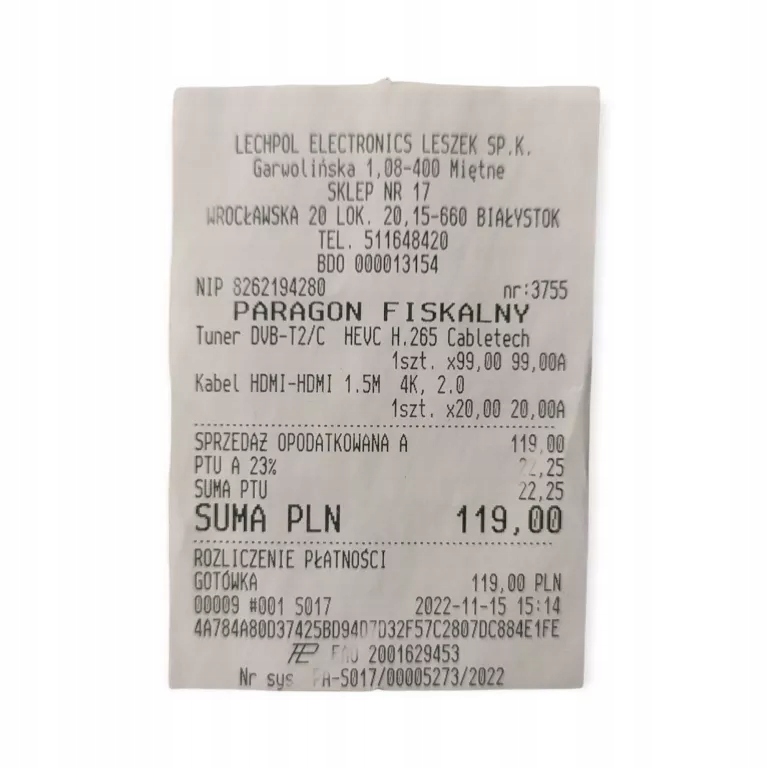 LECHPOL ELECTRONICS LESZEK SP.K.
Garwolińska 1,08-400 Miętne
SKLEP NR 17
WROCŁAWSKA 20 LOK. 20,15-660 BIAŁYSTOK
TEL. 511648420
BDO 000013154
NIP 8262194280 nr:3755
PARAGON FISKALNY
Tuner DVB-T2/C HEVC H.265 Cabletech
1szt. x99,00 99,00A
Kabel HDMI-HDMI 1.5M 4K, 2.0
1szt. x20,00 20,00A
SPRZEDAŻ OPODATKOWANA A 119,00
PTU A 23% 22,25
SUMA PTU 22,25
SUMA PLN 119,00
ROZLICZENIE PŁATNOŚCI
GOTÓWKA 119,00 PLN
00009 #001 S017 2022-11-15 15:14
4A784A80D37425BD94D7D32F57C2807DC884E1FE
2001629453
Nr sys PA-S017/00005273/2022